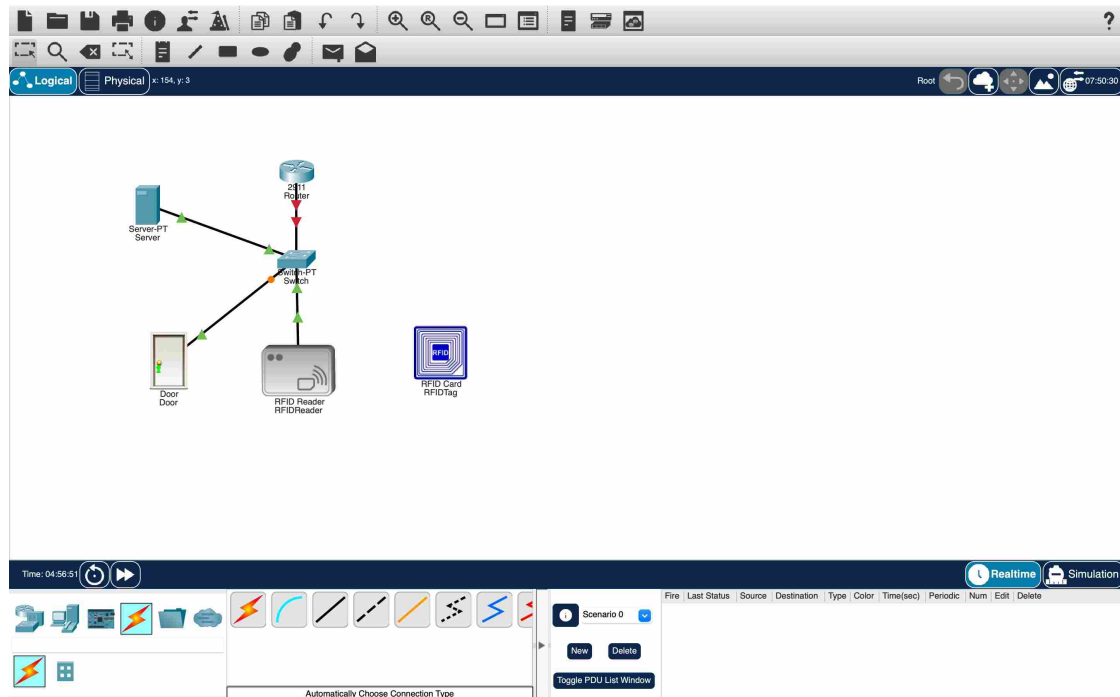 ?
Logical
Physical
x: 154, y: 3
Root
07:50:30
2911
Router
Server-PT
Server
Switch-PT
Switch
Door
Door
RFID Reader
RFIDReader
RFID
RFID Card
RFIDTag
Time: 04:56:51
Realtime
Simulation
Scenario 0
New
Delete
Toggle PDU List Window
Fire Last Status Source Destination Type Color Time(sec) Periodic Num Edit Delete
Automatically Choose Connection Type